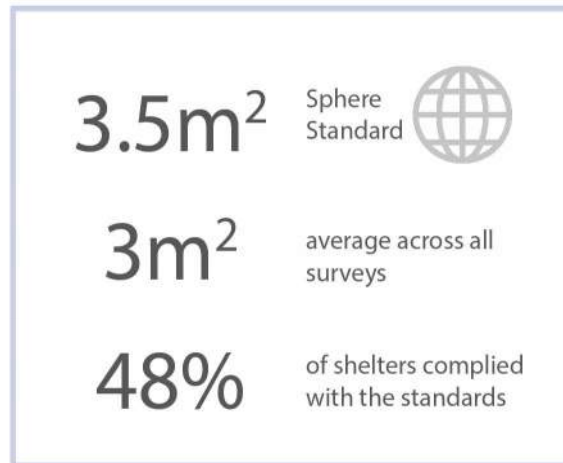 3.5m²
Sphere
Standard
3m²
average across all
surveys
48%
of shelters complied
with the standards